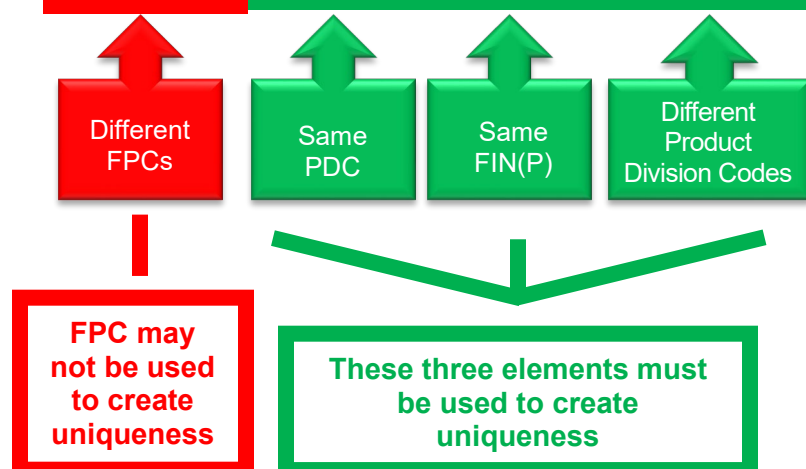 Different
FPCs
Same
PDC
Same
FIN(P)
Different
Product
Division Codes
FPC may
not be used
to create
uniqueness
These three elements must
be used to create
uniqueness